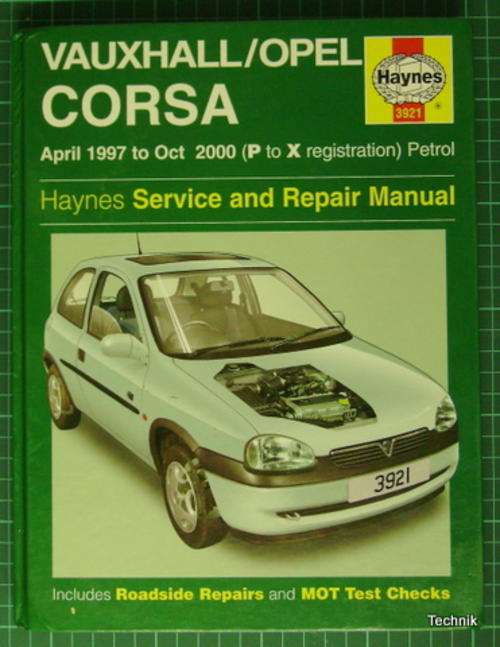 VAUXHALL/OPEL
CORSA
Haynes
3921
April 1997 to Oct 2000 (P to X registration) Petrol
Haynes Service and Repair Manual
3921
Includes Roadside Repairs and MOT Test Checks
Technik